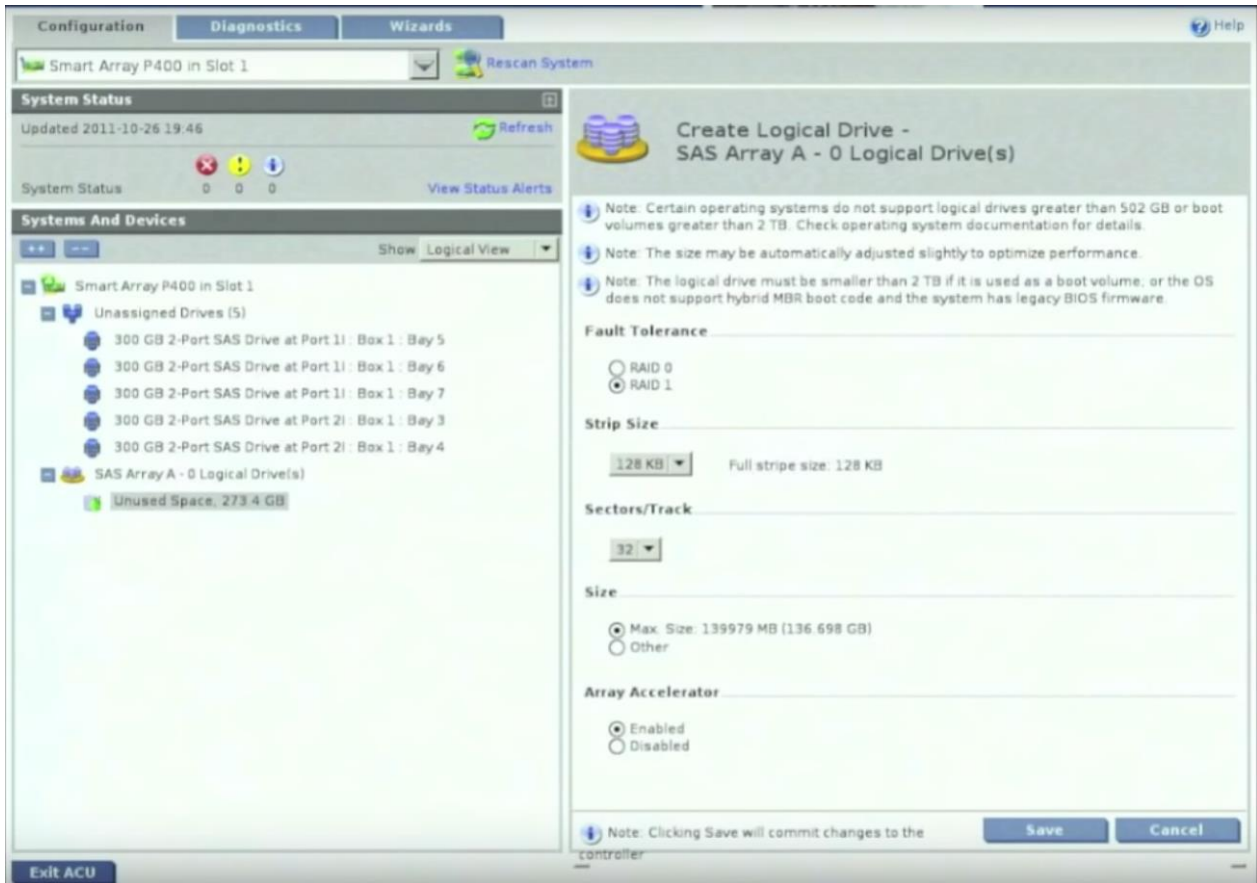 Configuration
Diagnostics
Wizards
Help
Smart Array P400 in Slot 1
Rescan System
System Status
Updated 2011-10-26 19:46
Refresh
System Status 0 0 0 View Status Alerts
Systems And Devices
Show Logical View
Smart Array P400 in Slot 1
Unassigned Drives (5)
300 GB 2-Port SAS Drive at Port 1I : Box 1 : Bay 5
300 GB 2-Port SAS Drive at Port 1I : Box 1 : Bay 6
300 GB 2-Port SAS Drive at Port 1I : Box 1 : Bay 7
300 GB 2-Port SAS Drive at Port 2I : Box 1 : Bay 3
300 GB 2-Port SAS Drive at Port 2I : Box 1 : Bay 4
SAS Array A - 0 Logical Drive(s)
Unused Space, 273.4 GB
Create Logical Drive -
SAS Array A - 0 Logical Drive(s)
Note: Certain operating systems do not support logical drives greater than 502 GB or boot
volumes greater than 2 TB. Check operating system documentation for details.
Note: The size may be automatically adjusted slightly to optimize performance.
Note: The logical drive must be smaller than 2 TB if it is used as a boot volume, or the OS
does not support hybrid MBR boot code and the system has legacy BIOS firmware.
Fault Tolerance
RAID 0
RAID 1
Strip Size
128 KB
Full stripe size: 128 KB
Sectors/Track
32
Size
Max. Size: 139979 MB (136.698 GB)
Other
Array Accelerator
Enabled
Disabled
Note: Clicking Save will commit changes to the
controller
Save
Cancel
Exit ACU